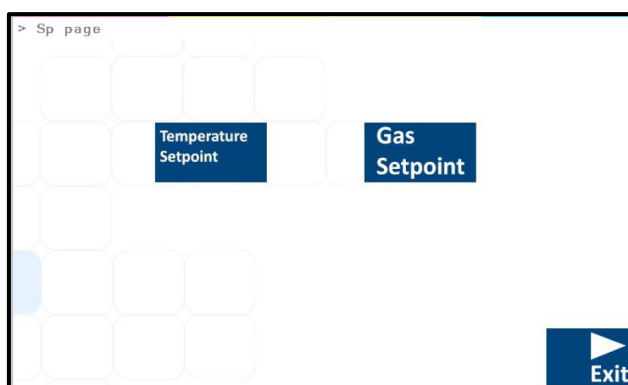 > Sp page
Temperature
Setpoint
Gas
Setpoint
Exit